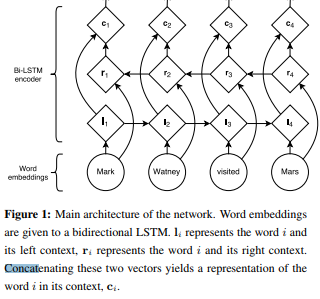 c₁ c₂ c₃ c₄
Bi-LSTM
encoder
r₁ r₂ r₃ r₄
l₁ l₂ l₃ l₄
Word
embeddings
Mark Watney visited Mars
Figure 1: Main architecture of the network. Word embeddings
are given to a bidirectional LSTM. lᵢ represents the word i and
its left context, rᵢ represents the word i and its right context.
Concatenating these two vectors yields a representation of the
word i in its context, cᵢ.